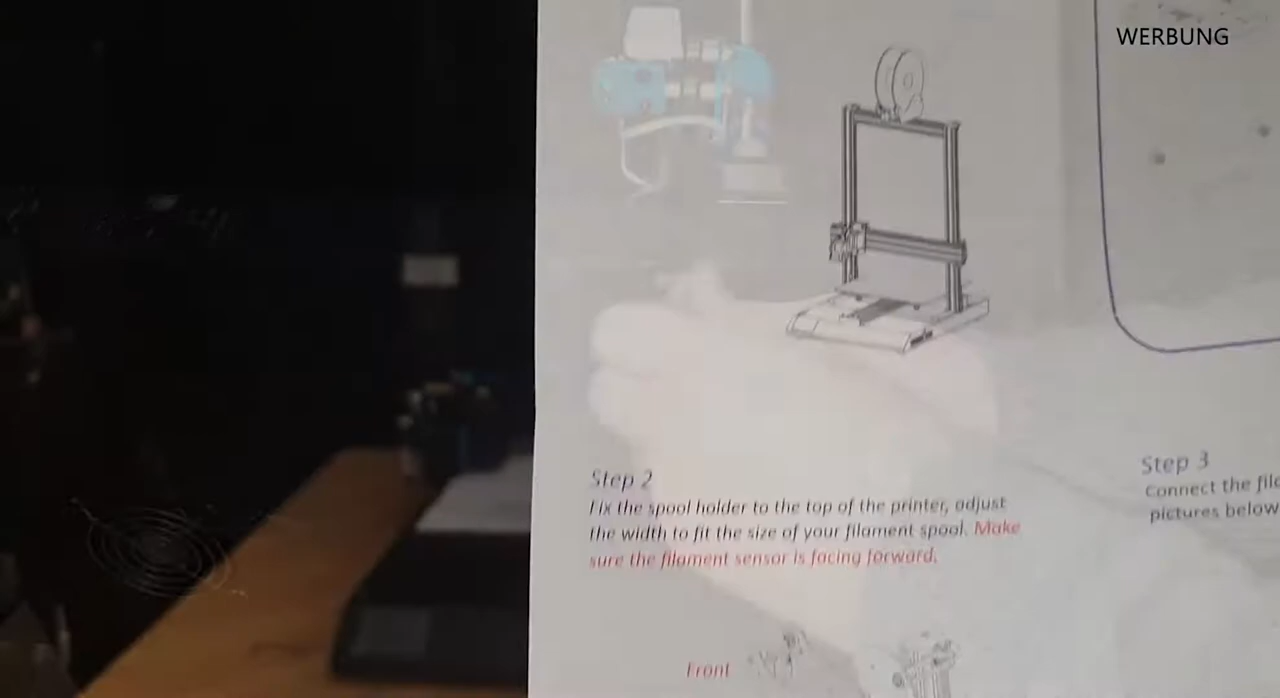 WERBUNG
Step 2
Fix the spool holder to the top of the printer, adjust
the width to fit the size of your filament spool. Make
sure the filament sensor is facing forward.
Front
Step 3
Connect the
pictures below